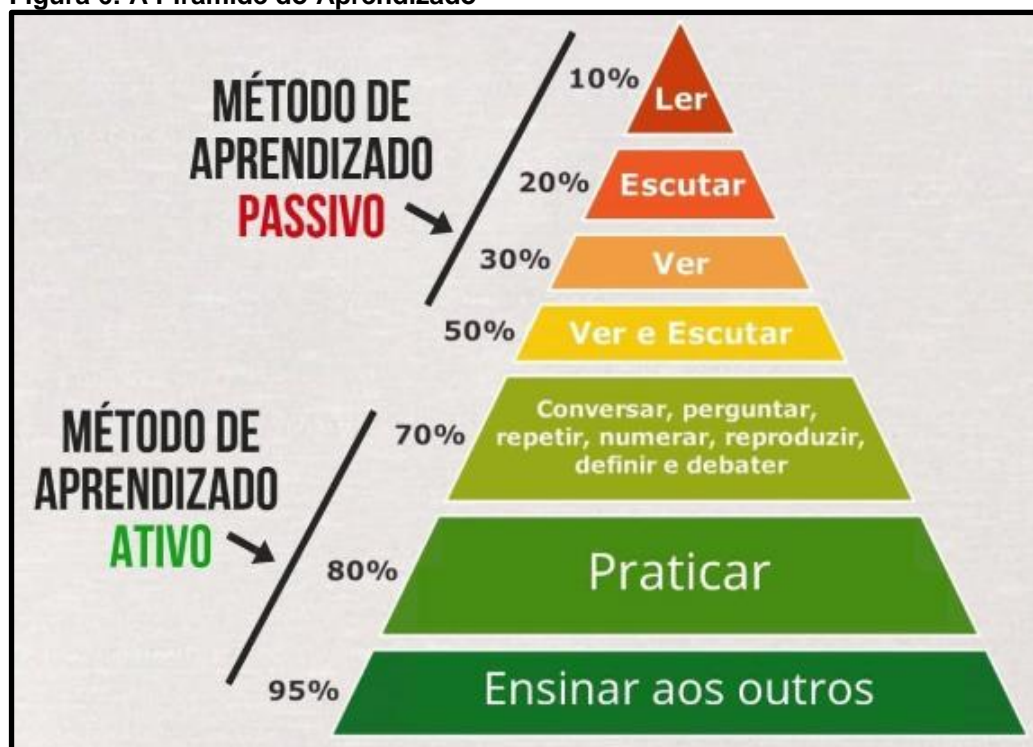 Figura 6: A Pirâmide do Aprendizado
MÉTODO DE
APRENDIZADO
PASSIVO
10%
Ler
20%
Escutar
30%
Ver
50%
Ver e Escutar
MÉTODO DE
APRENDIZADO
ATIVO
70%
Conversar, perguntar,
repetir, numerar, reproduzir,
definir e debater
80%
Praticar
95%
Ensinar aos outros